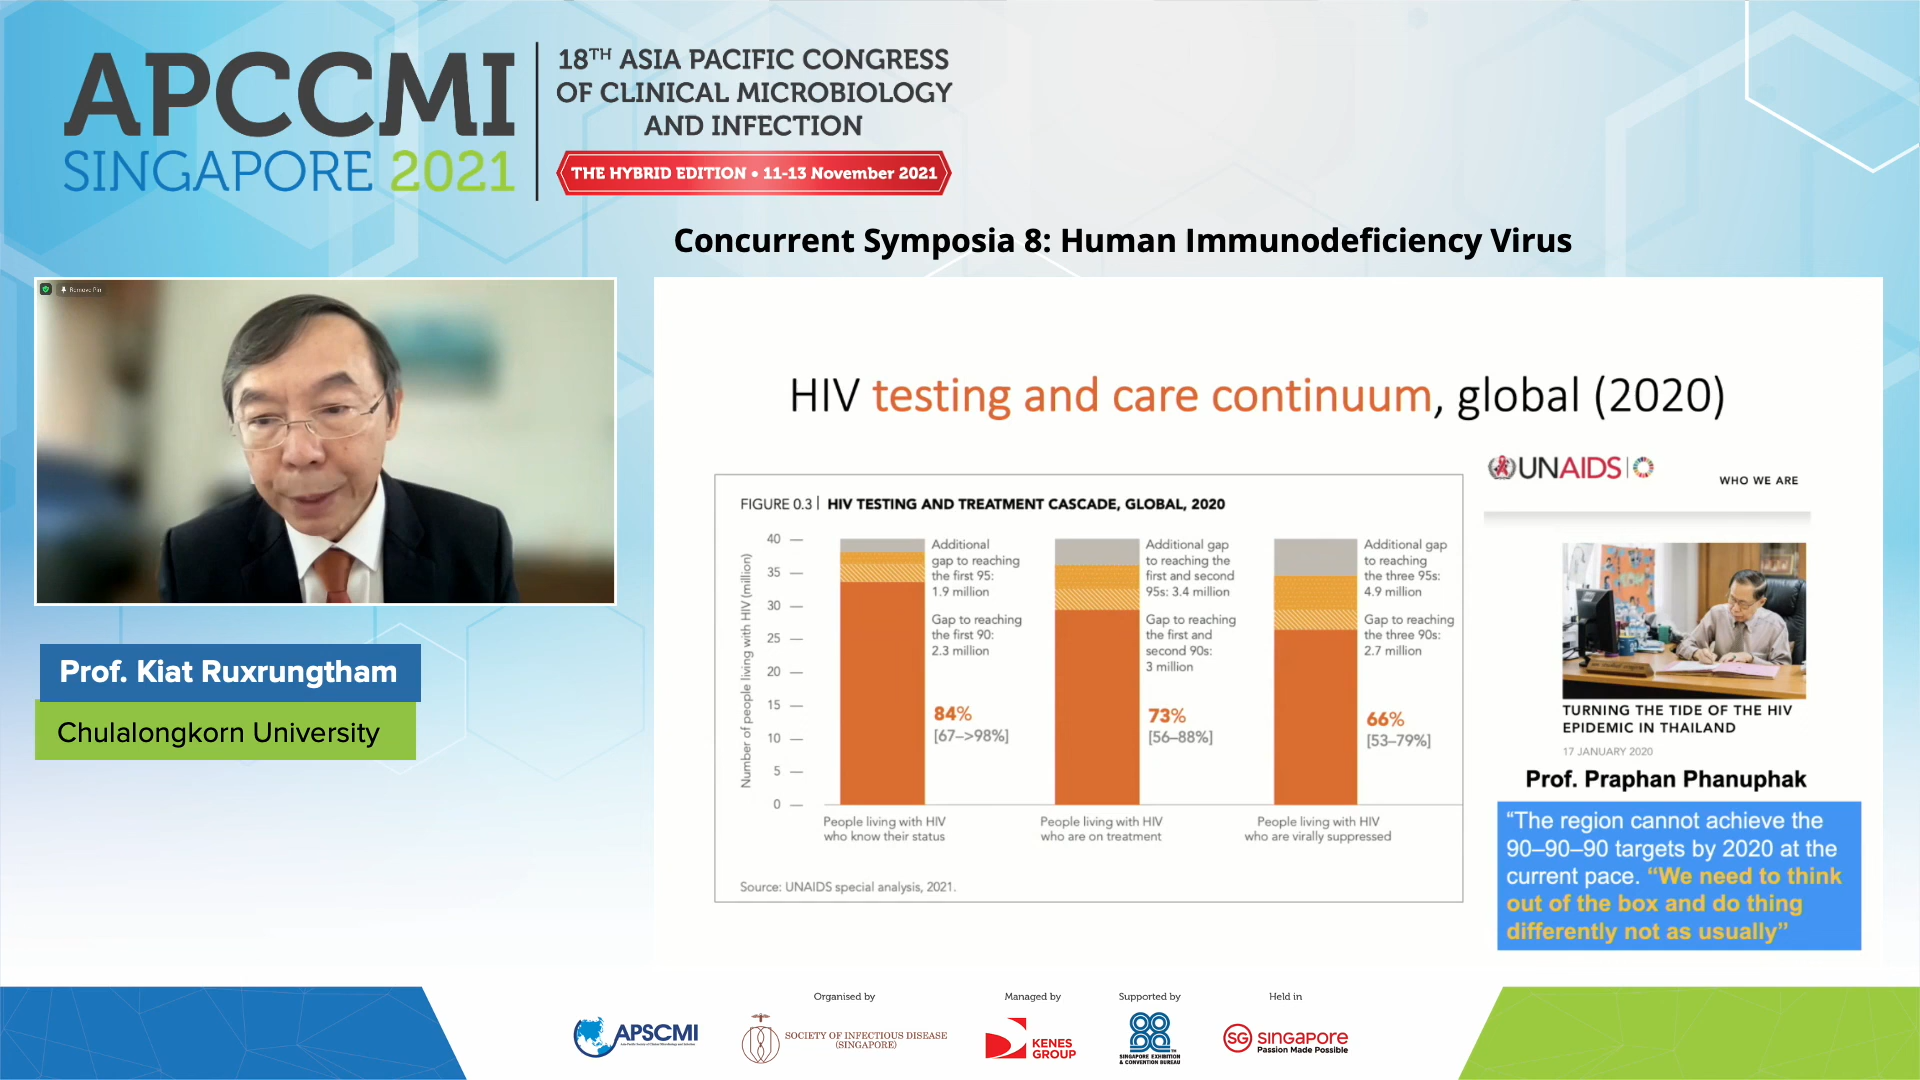 APCCMI
SINGAPORE 2021
18TH ASIA PACIFIC CONGRESS
OF CLINICAL MICROBIOLOGY
AND INFECTION
THE HYBRID EDITION • 11-13 November 2021
Concurrent Symposia 8: Human Immunodeficiency Virus
Remove Pin
Prof. Kiat Ruxrungtham
Chulalongkorn University
HIV testing and care continuum, global (2020)
FIGURE 0.3 | HIV TESTING AND TREATMENT CASCADE, GLOBAL, 2020
Number of people living with HIV (million)
40
35
30
25
20
15
10
5
0
Additional
gap to reaching
the first 95:
1.9 million
Gap to reaching
the first 90:
2.3 million
84%
[67–>98%]
People living with HIV
who know their status
Additional gap
to reaching the
first and second
95s: 3.4 million
Gap to reaching
the first and
second 90s:
3 million
73%
[56–88%]
People living with HIV
who are on treatment
Additional gap
to reaching
the three 95s:
4.9 million
Gap to reaching
the three 90s:
2.7 million
66%
[53–79%]
People living with HIV
who are virally suppressed
Source: UNAIDS special analysis, 2021.
UNAIDS
WHO WE ARE
TURNING THE TIDE OF THE HIV
EPIDEMIC IN THAILAND
17 JANUARY 2020
Prof. Praphan Phanuphak
“The region cannot achieve the
90–90–90 targets by 2020 at the
current pace. “We need to think
out of the box and do thing
differently not as usually”
Organised by
APSCMI
SOCIETY OF INFECTIOUS DISEASE
(SINGAPORE)
Managed by
KENES
GROUP
Supported by
SINGAPORE EXHIBITION
& CONVENTION BUREAU
Held in
SG SINGAPORE
Passion Made Possible